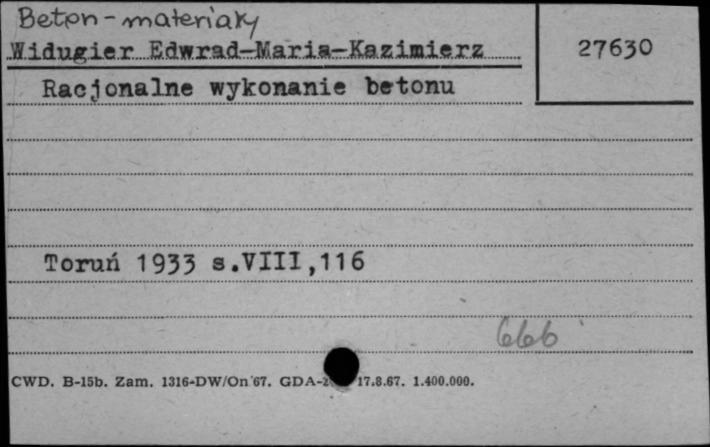 Beton-materiały
Widugier Edwrad-Maria-Kazimierz
27630
Racjonalne wykonanie betonu
Toruń 1933 s.VIII,116
666
CWD. B-15b. Zam. 1316-DW/On 67. GDA-2 17.8.67. 1.400.000.